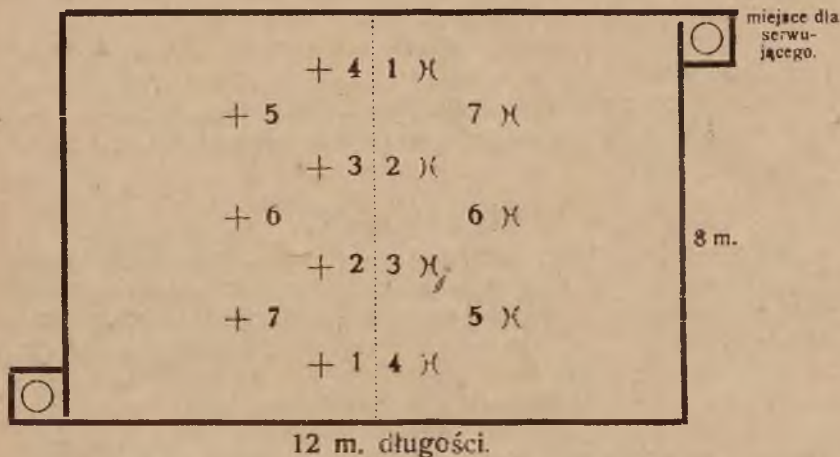 miejsce dla
serwu-
jącego.
+ 4 1 )(
+ 5 7 )(
+ 3 2 )(
+ 6 6 )(
8 m.
+ 2 3 )(
+ 7 5 )(
+ 1 4 )(
12 m. długości.